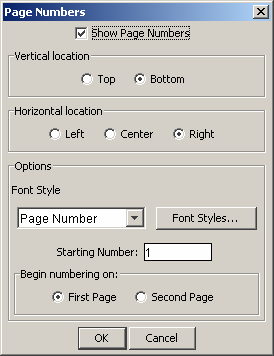 Page Numbers
Show Page Numbers
Vertical location
Top Bottom
Horizontal location
Left Center Right
Options
Font Style
Page Number Font Styles...
Starting Number: 1
Begin numbering on:
First Page Second Page
OK Cancel